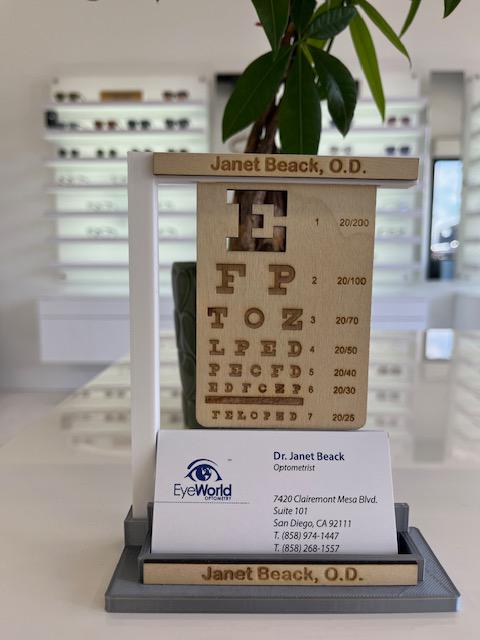 Janet Beack, O.D.
E 1 20/200
F P 2 20/100
T O Z 3 20/70
L P E D 4 20/50
P E C F D 5 20/40
E D F C Z P 6 20/30
F E L O P Z D 7 20/25
EyeWorld
OPTOMETRY
Dr. Janet Beack
Optometrist
7420 Clairemont Mesa Blvd.
Suite 101
San Diego, CA 92111
T. (858) 974-1447
T. (858) 268-1557
Janet Beack, O.D.